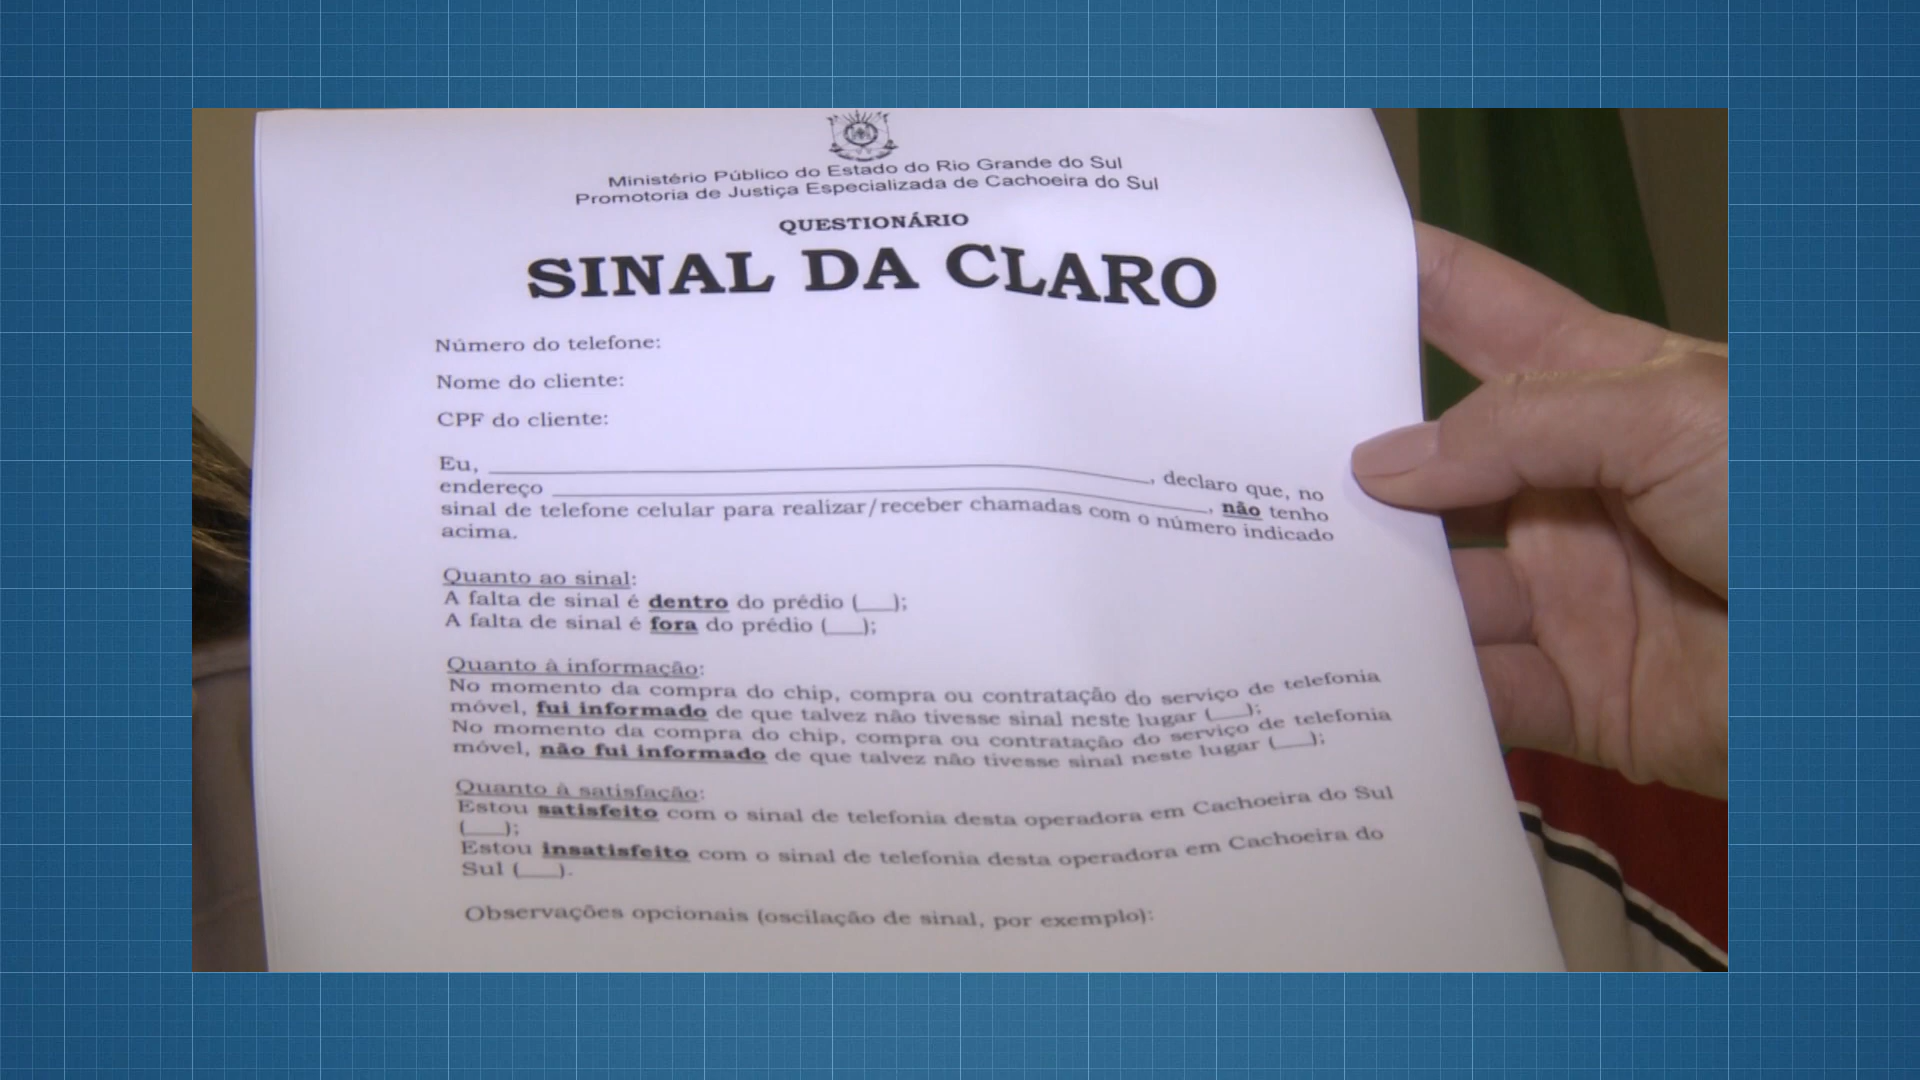 Ministério Público do Estado do Rio Grande do Sul
Promotoria de Justiça Especializada de Cachoeira do Sul
QUESTIONÁRIO
SINAL DA CLARO
Número do telefone:
Nome do cliente:
CPF do cliente:
Eu, ______, declaro que, no
endereço ______, não tenho
sinal de telefone celular para realizar/receber chamadas com o número indicado
acima.
Quanto ao sinal:
A falta de sinal é dentro do prédio (___);
A falta de sinal é fora do prédio (___);
Quanto à informação:
No momento da compra do chip, compra ou contratação do serviço de telefonia
móvel, fui informado de que talvez não tivesse sinal neste lugar (___);
No momento da compra do chip, compra ou contratação do serviço de telefonia
móvel, não fui informado de que talvez não tivesse sinal neste lugar (___);
Quanto à satisfação:
Estou satisfeito com o sinal de telefonia desta operadora em Cachoeira do Sul
(___);
Estou insatisfeito com o sinal de telefonia desta operadora em Cachoeira do
Sul (___).
Observações opcionais (oscilação de sinal, por exemplo):